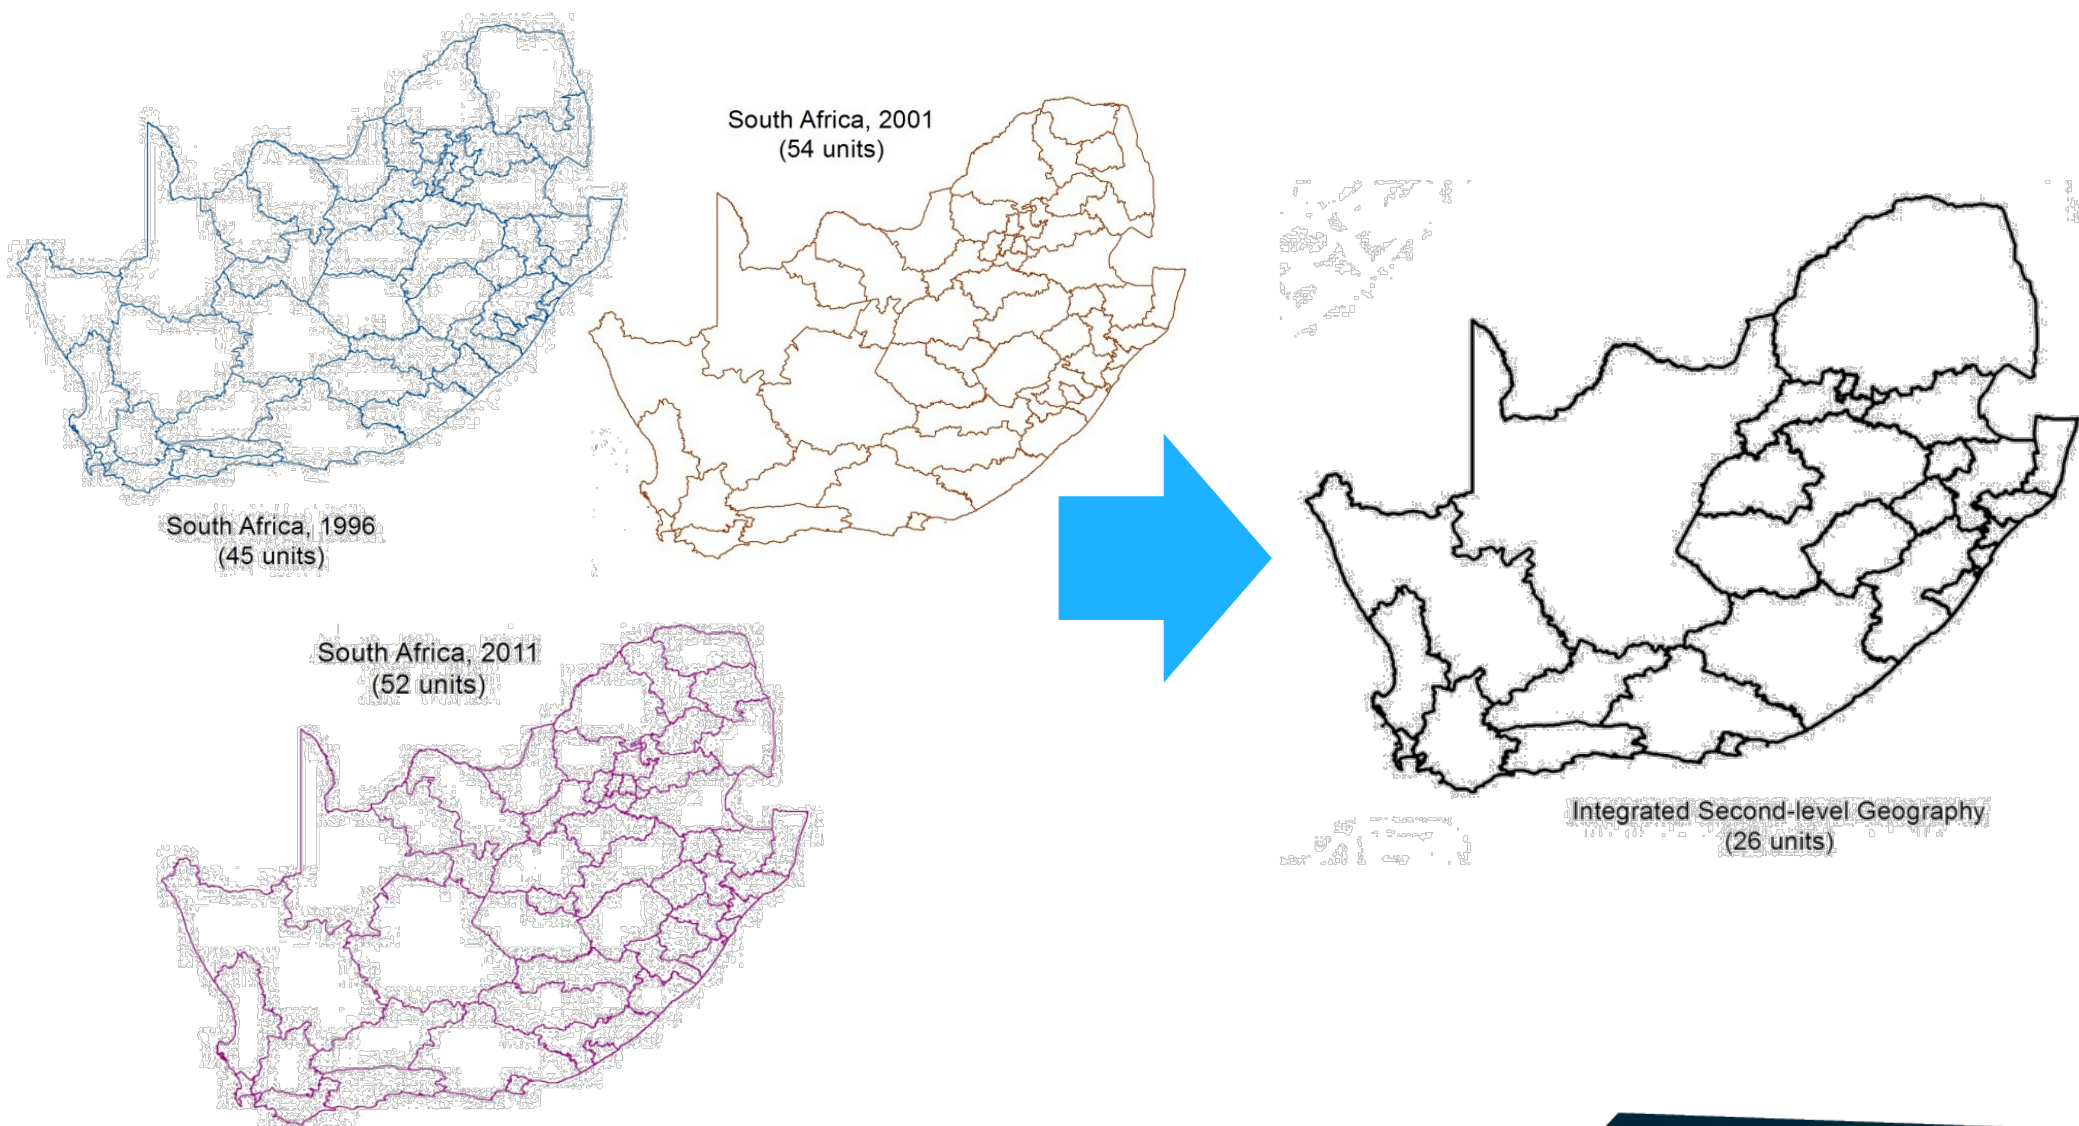 South Africa, 1996
(45 units)
South Africa, 2001
(54 units)
South Africa, 2011
(52 units)
Integrated Second-level Geography
(26 units)